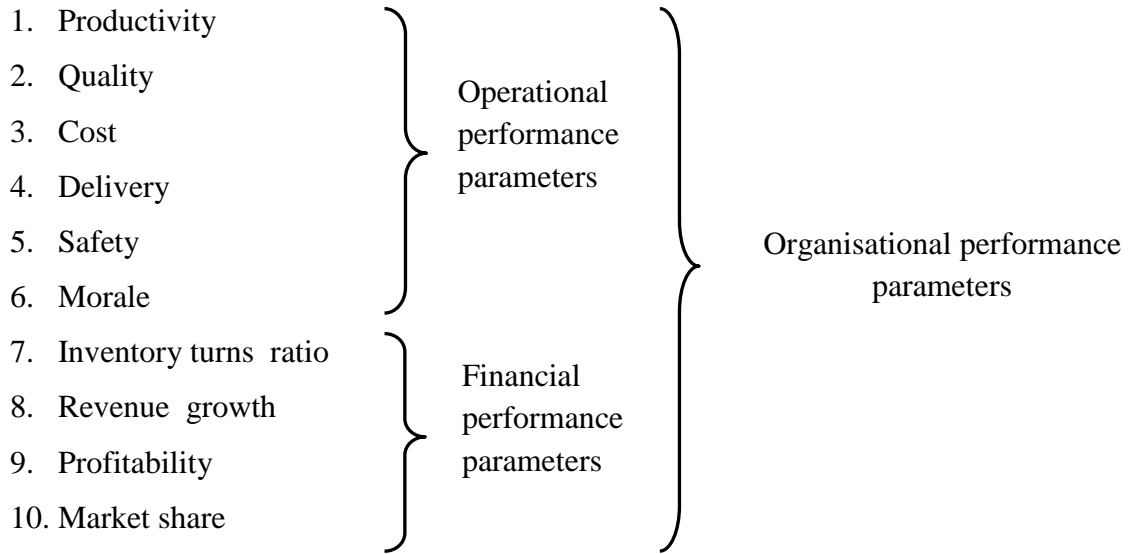 1. Productivity
2. Quality
3. Cost
4. Delivery
5. Safety
6. Morale
7. Inventory turns ratio
8. Revenue growth
9. Profitability
10. Market share
Operational
performance
parameters
Financial
performance
parameters
Organisational performance
parameters